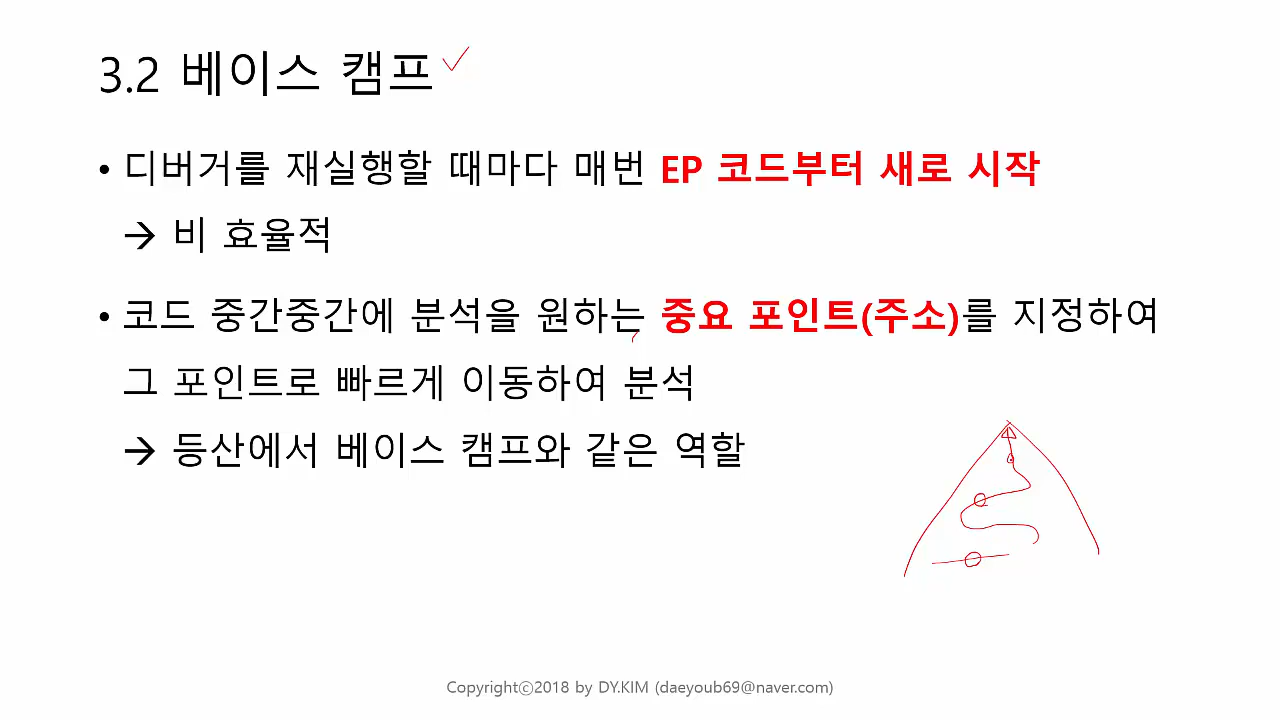 3.2 베이스 캠프
• 디버거를 재실행할 때마다 매번 EP 코드부터 새로 시작
→ 비 효율적
• 코드 중간중간에 분석을 원하는 중요 포인트(주소)를 지정하여
그 포인트로 빠르게 이동하여 분석
→ 등산에서 베이스 캠프와 같은 역할
Copyrightⓒ2018 by DY.KIM (daeyoub69@naver.com)